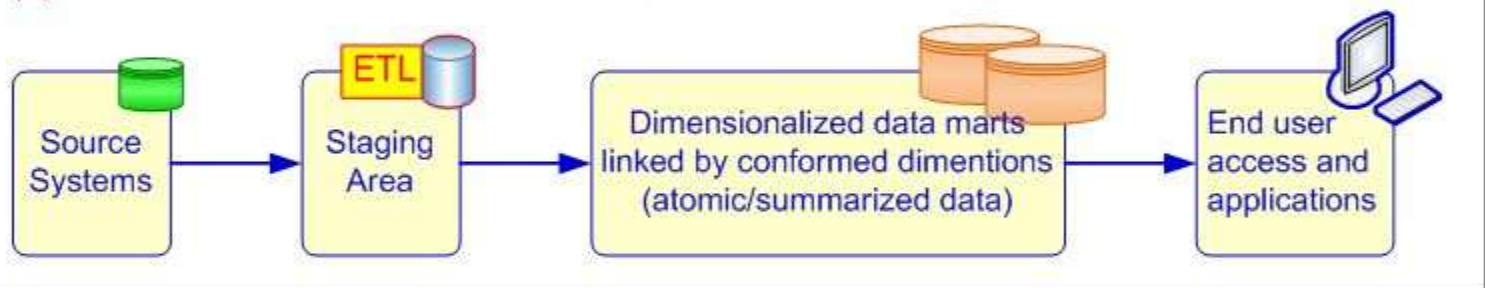 Source
Systems
ETL
Staging
Area
Dimensionalized data marts
linked by conformed dimentions
(atomic/summarized data)
End user
access and
applications